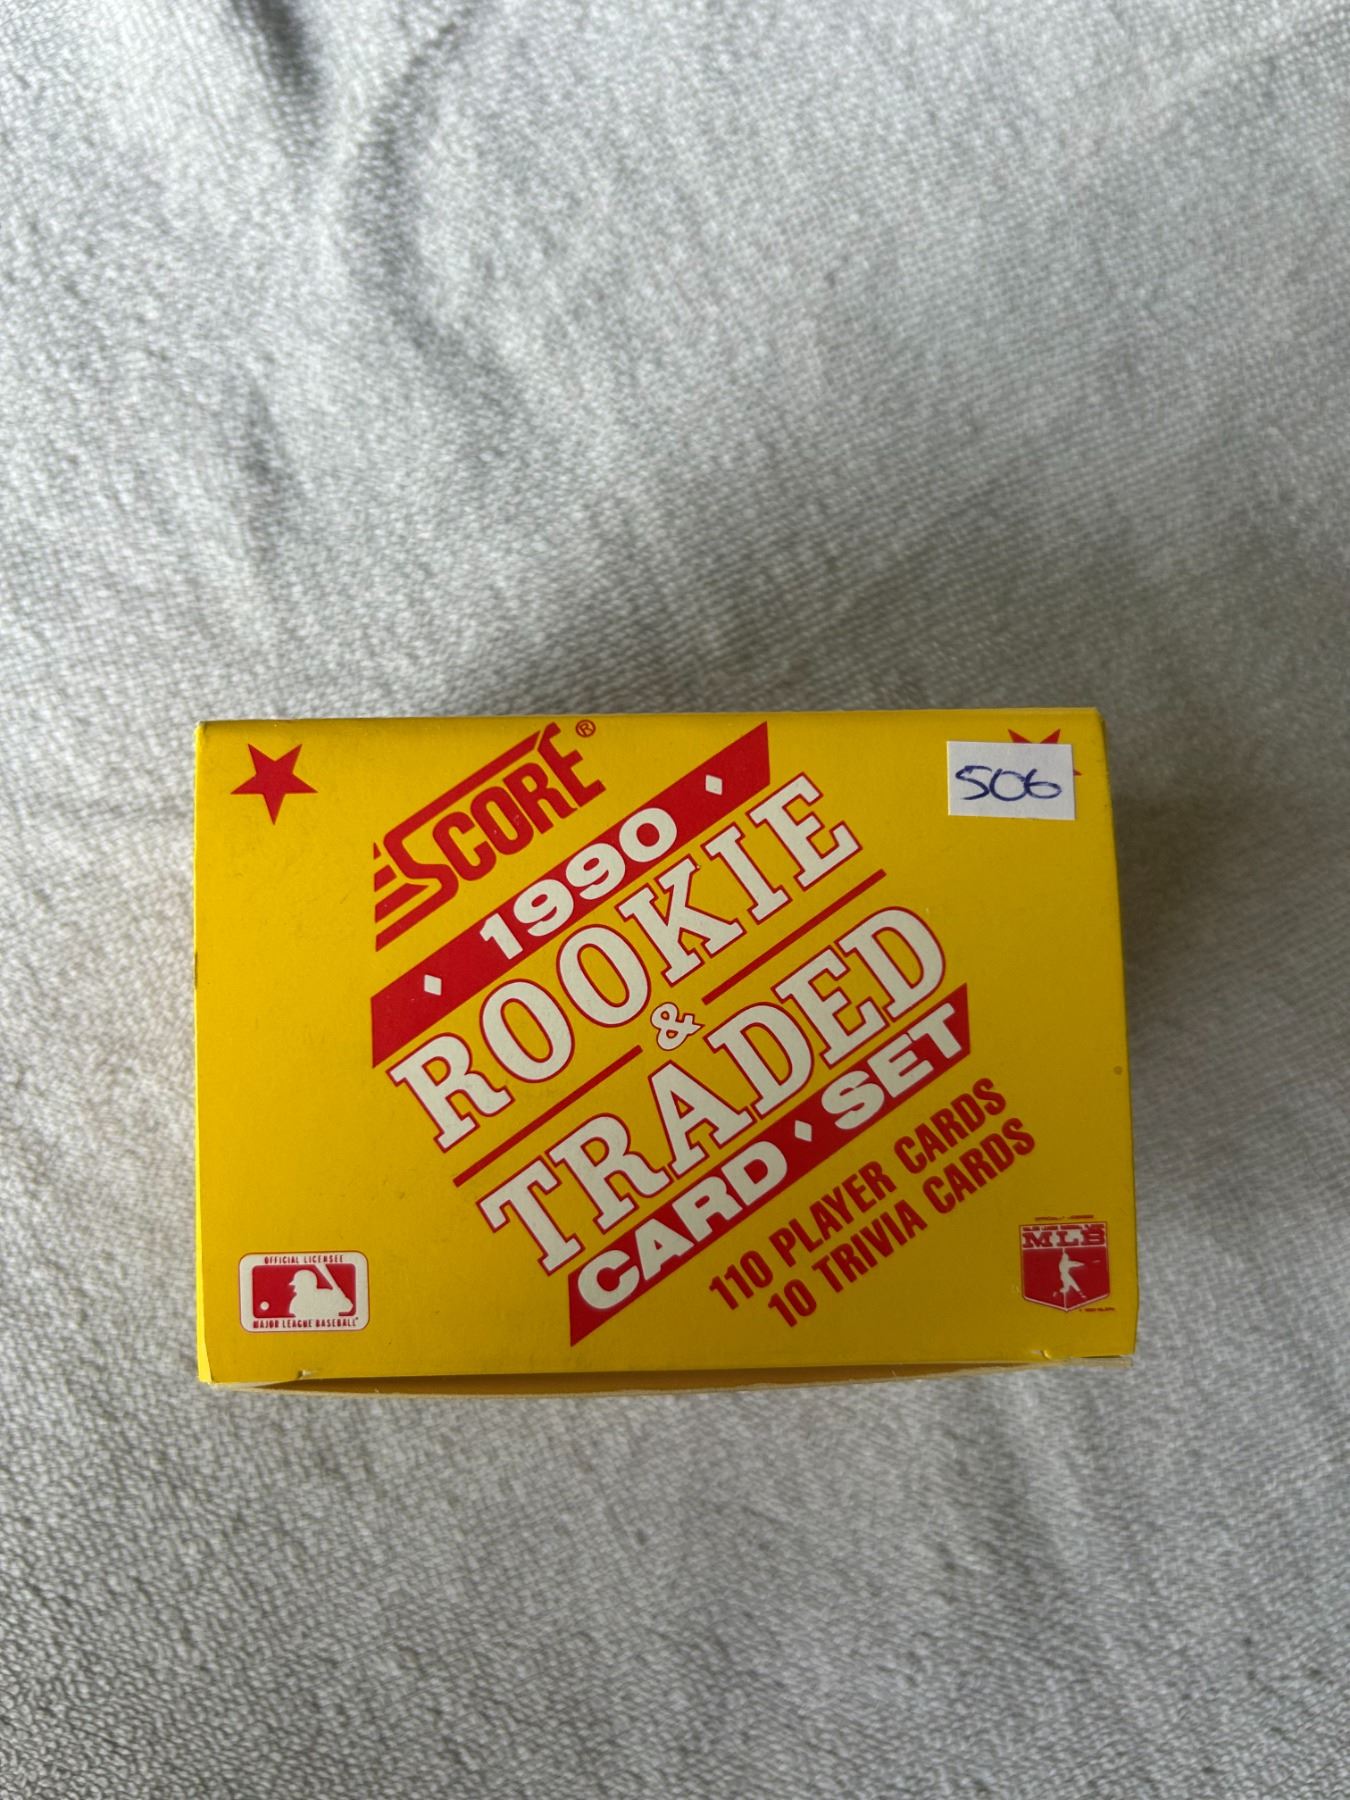 SCORE®
506
1990
ROOKIE
&
TRADED
CARD SET
110 PLAYER CARDS
10 TRIVIA CARDS
OFFICIAL LICENSEE
MAJOR LEAGUE BASEBALL
MLB